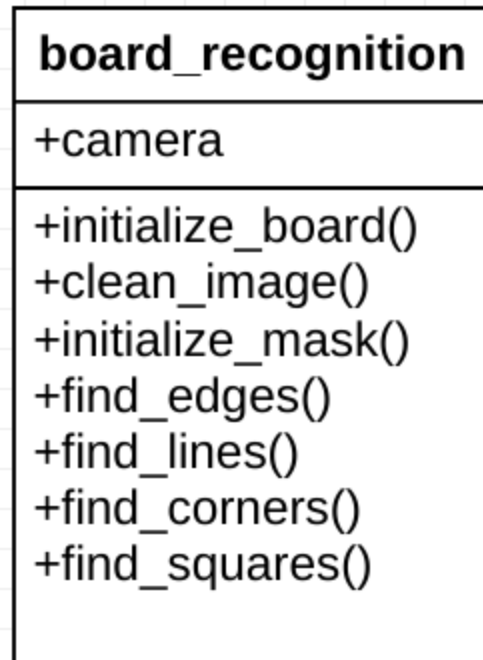 board_recognition
+camera
+initialize_board()
+clean_image()
+initialize_mask()
+find_edges()
+find_lines()
+find_corners()
+find_squares()